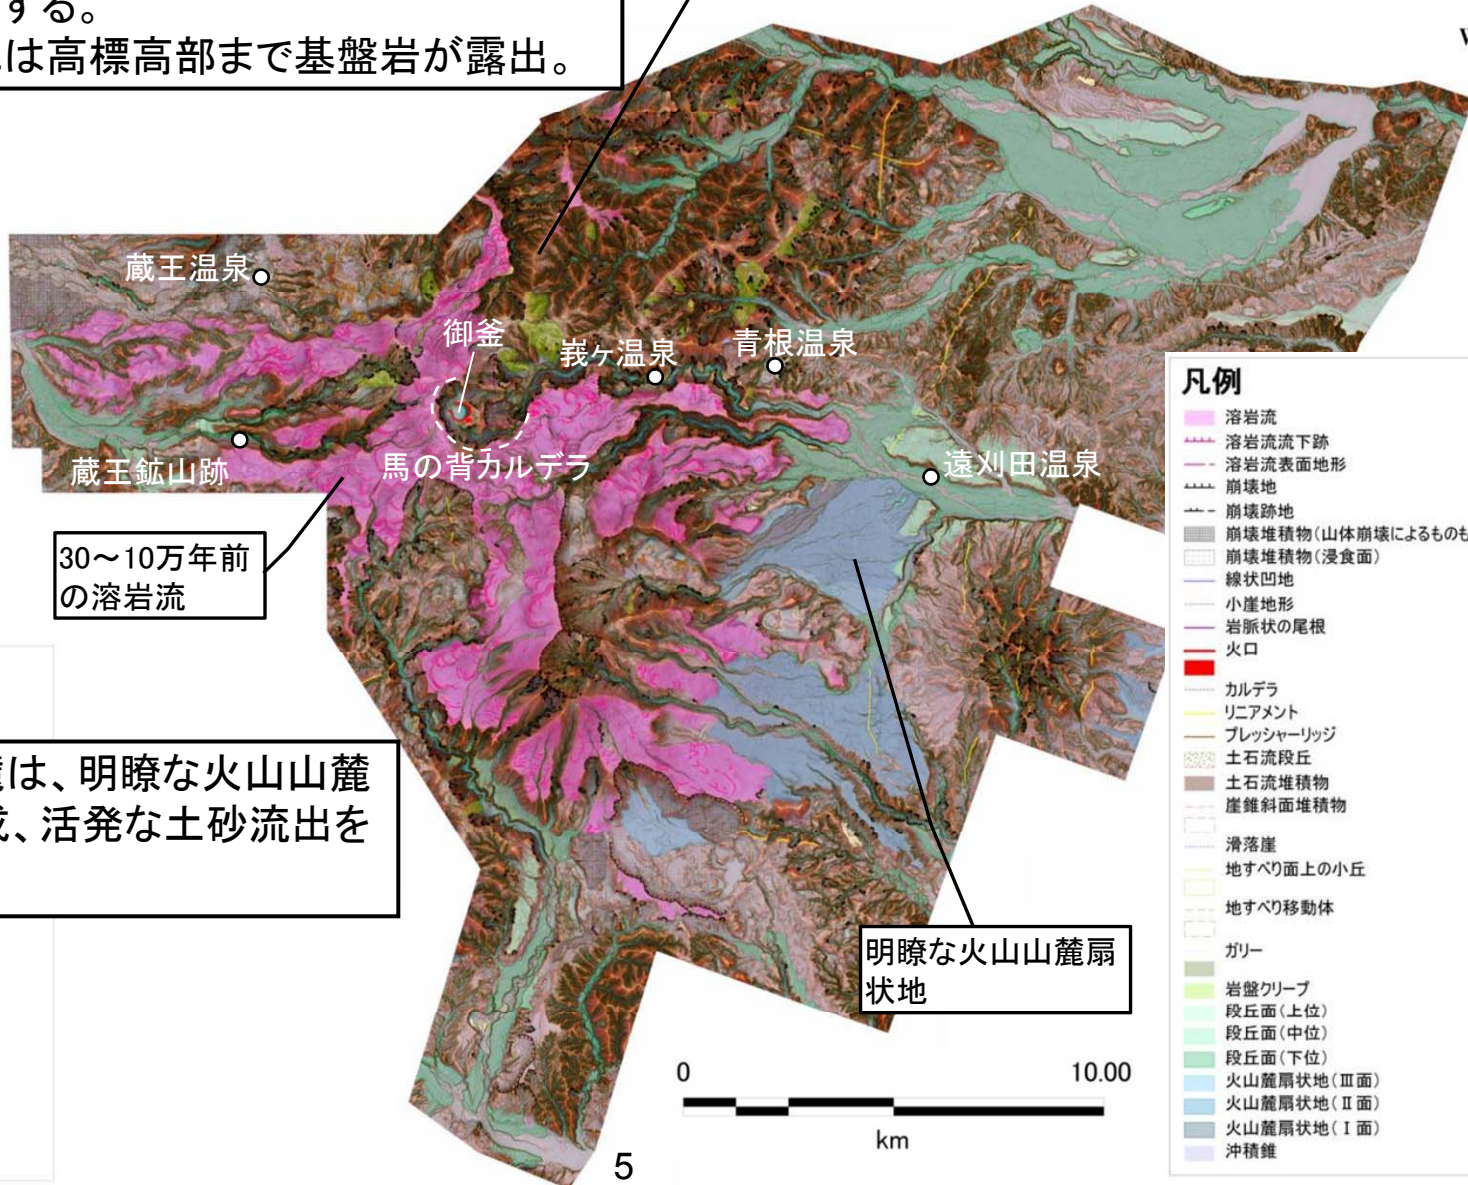 する。
は高標高部まで基盤岩が露出。
蔵王温泉
御釜
峩々温泉
青根温泉
蔵王鉱山跡
馬の背カルデラ
遠刈田温泉
30～10万年前
の溶岩流
は、明瞭な火山山麓
、活発な土砂流出を
明瞭な火山山麓扇
状地
凡例
溶岩流
溶岩流流下跡
溶岩流表面地形
崩壊地
崩壊跡地
崩壊堆積物(山体崩壊によるものも
崩壊堆積物(浸食面)
線状凹地
小崖地形
岩脈状の尾根
火口
カルデラ
リニアメント
プレッシャーリッジ
土石流段丘
土石流堆積物
崖錐斜面堆積物
滑落崖
地すべり面上の小丘
地すべり移動体
ガリー
岩盤クリープ
段丘面(上位)
段丘面(中位)
段丘面(下位)
火山麓扇状地(Ⅲ面)
火山麓扇状地(Ⅱ面)
火山麓扇状地(Ⅰ面)
沖積錐
0 10.00
km
5